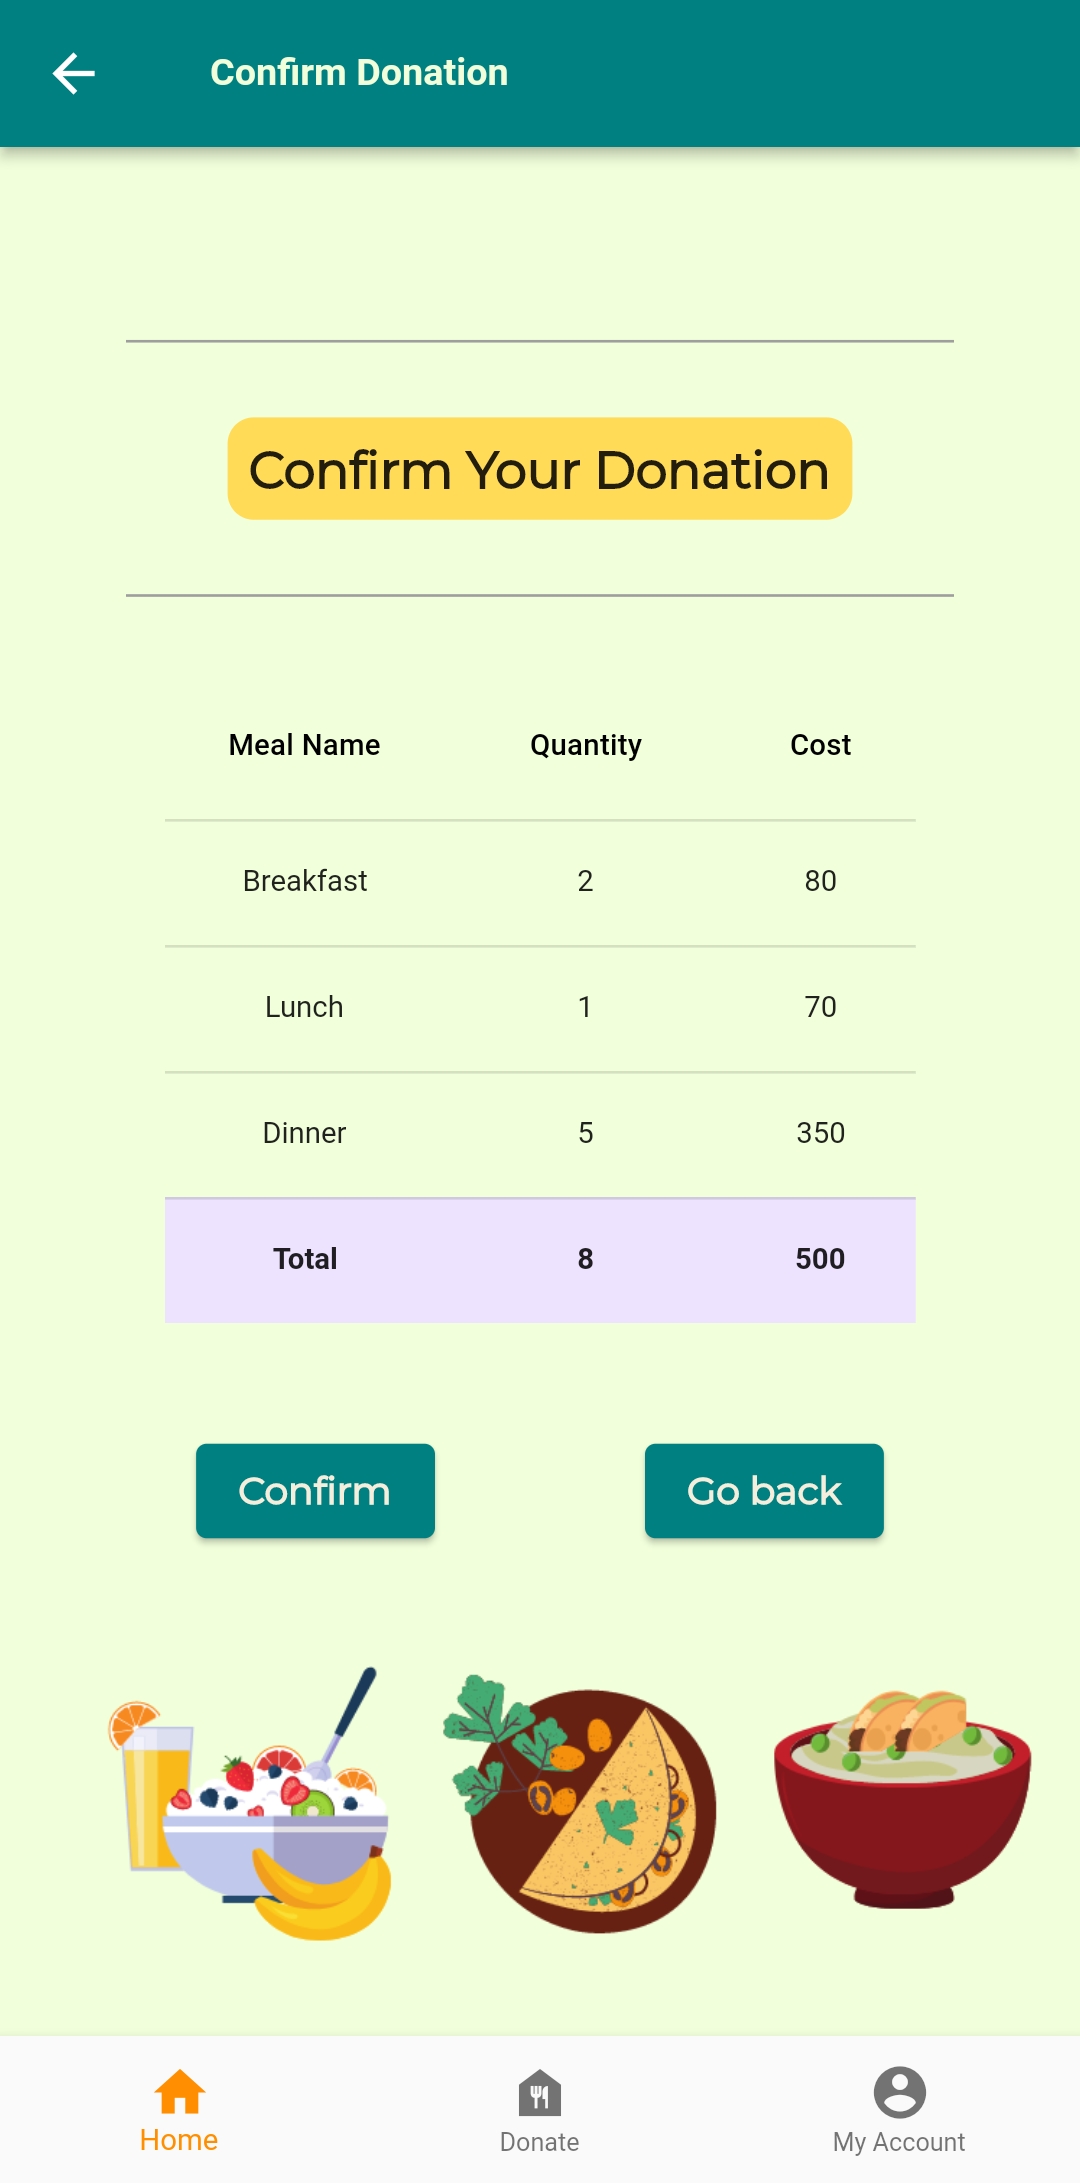 Confirm Donation
Confirm Your Donation
Meal Name Quantity Cost
Breakfast 2 80
Lunch 1 70
Dinner 5 350
Total 8 500
Confirm Go back
Home Donate My Account